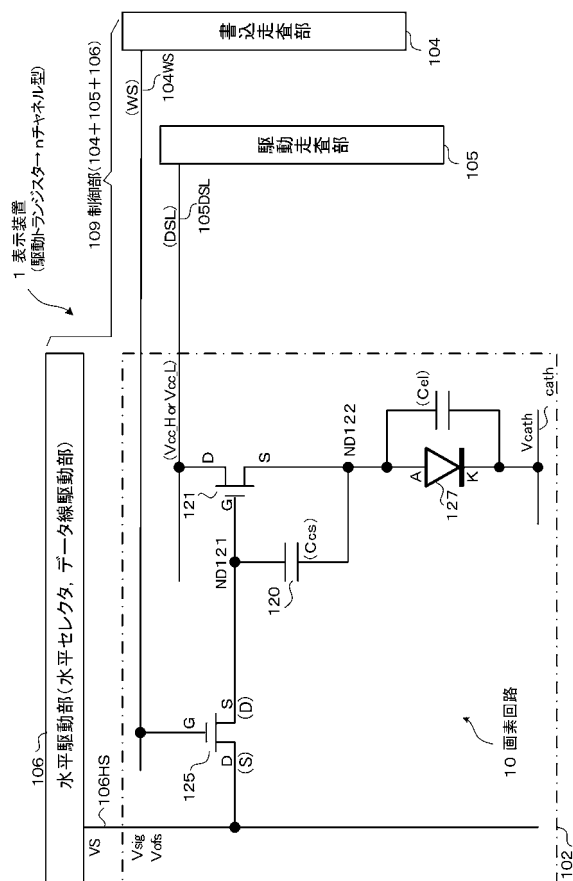 1 表示装置
(駆動トランジスタ→nチャネル型)
109 制御部(104+105+106)
106
水平駆動部(水平セレクタ, データ線駆動部)
106HS
VS
Vsig
Vofs
(WS)
104WS
書込走査部
104
(DSL)
105DSL
駆動走査部
105
(Vcc_H or Vcc_L)
G
D
(S)
S
(D)
125
ND121
D
G
S
121
(Ccs)
120
ND122
(Cel)
A
K
127
Vcath
cath
10 画素回路
102